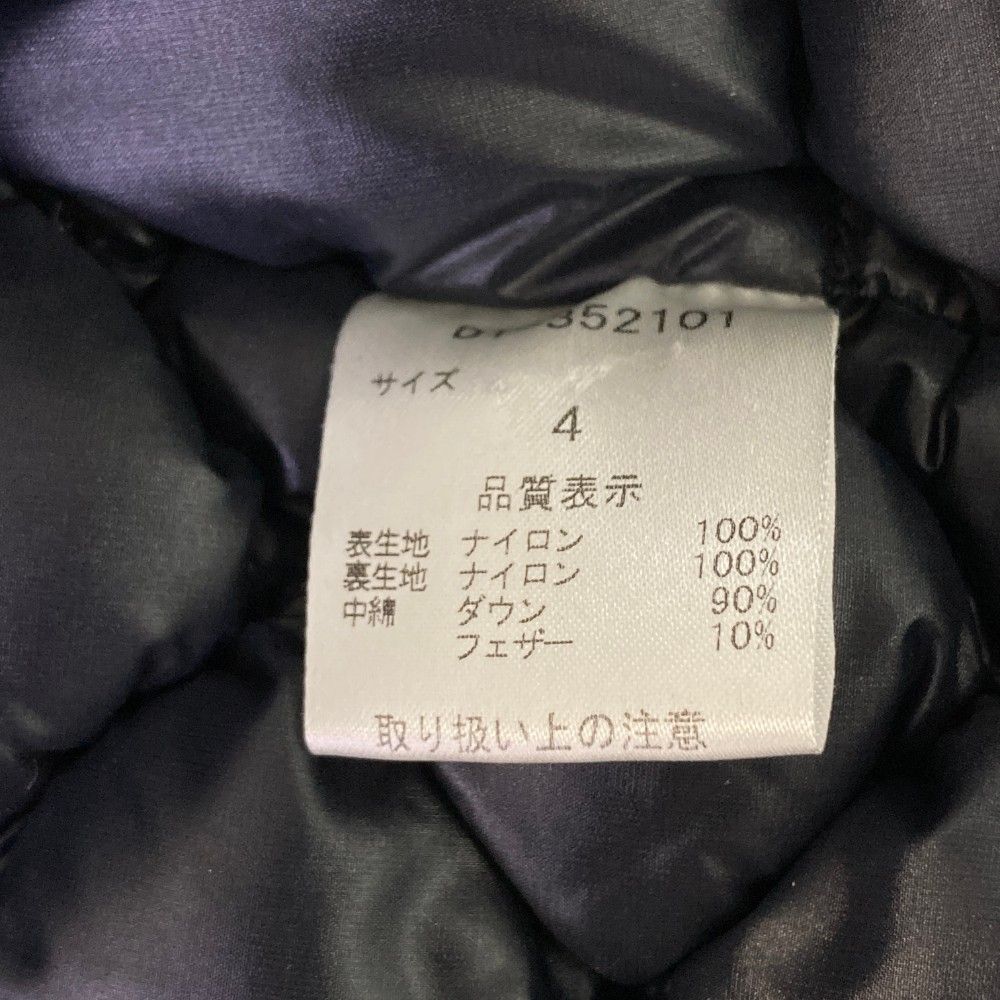 352101
サイズ
4
品質表示
表生地 ナイロン 100%
裏生地 ナイロン 100%
中綿 ダウン 90%
フェザー 10%
取り扱い上の注意